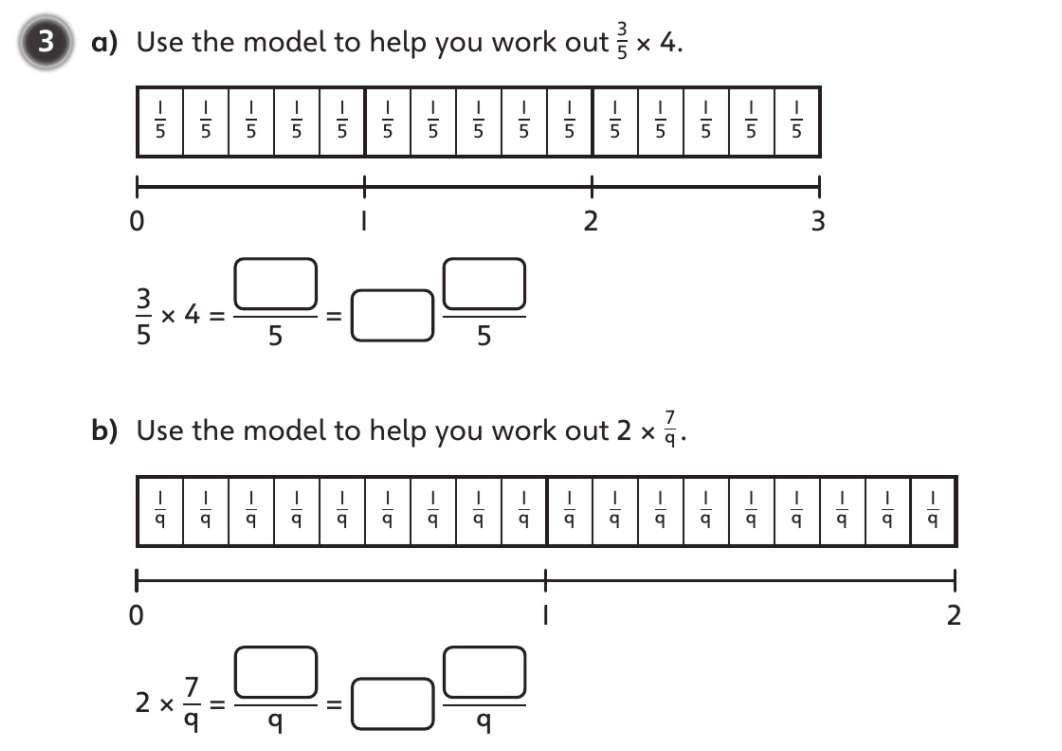 3 a) Use the model to help you work out 3/5 × 4.
1/5 1/5 1/5 1/5 1/5 1/5 1/5 1/5 1/5 1/5 1/5 1/5 1/5 1/5 1/5
0 1 2 3
3/5 × 4 = /5 = /5
b) Use the model to help you work out 2 × 7/9.
1/9 1/9 1/9 1/9 1/9 1/9 1/9 1/9 1/9 1/9 1/9 1/9 1/9 1/9 1/9 1/9 1/9 1/9
0 1 2
2 × 7/9 = /9 = /9